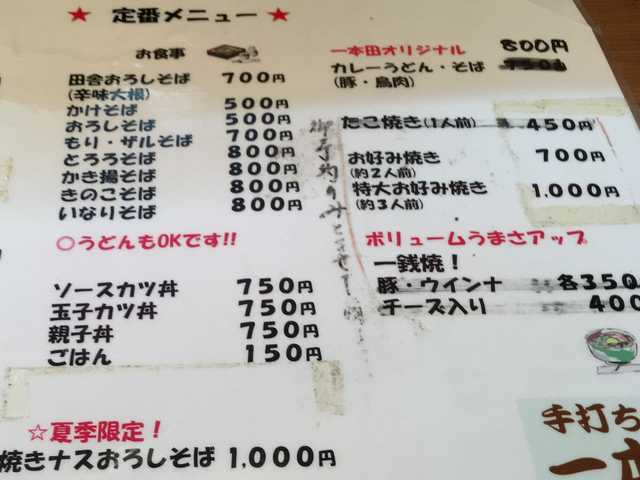 ★ 定番メニュー ★
お食事
田舎おろしそば 700円
(辛味大根)
かけそば 500円
おろしそば 500円
もり・ザルそば 700円
とろろそば 800円
かき揚そば 800円
きのこそば 800円
いなりそば 800円
○うどんもOKです!!
ソースカツ丼 750円
玉子カツ丼 750円
親子丼 750円
ごはん 150円
☆夏季限定!
焼きナスおろしそば 1,000円
一本田オリジナル 800円
カレーうどん・そば
(豚・鳥肉)
たこ焼き(1人前) 450円
お好み焼き 700円
(約2人前)
特大お好み焼き 1,000円
(約3人前)
御予約のみ
ボリュームうまさアップ
一銭焼!
豚・ウインナ 各350
チーズ入り 400
手打ち
一本